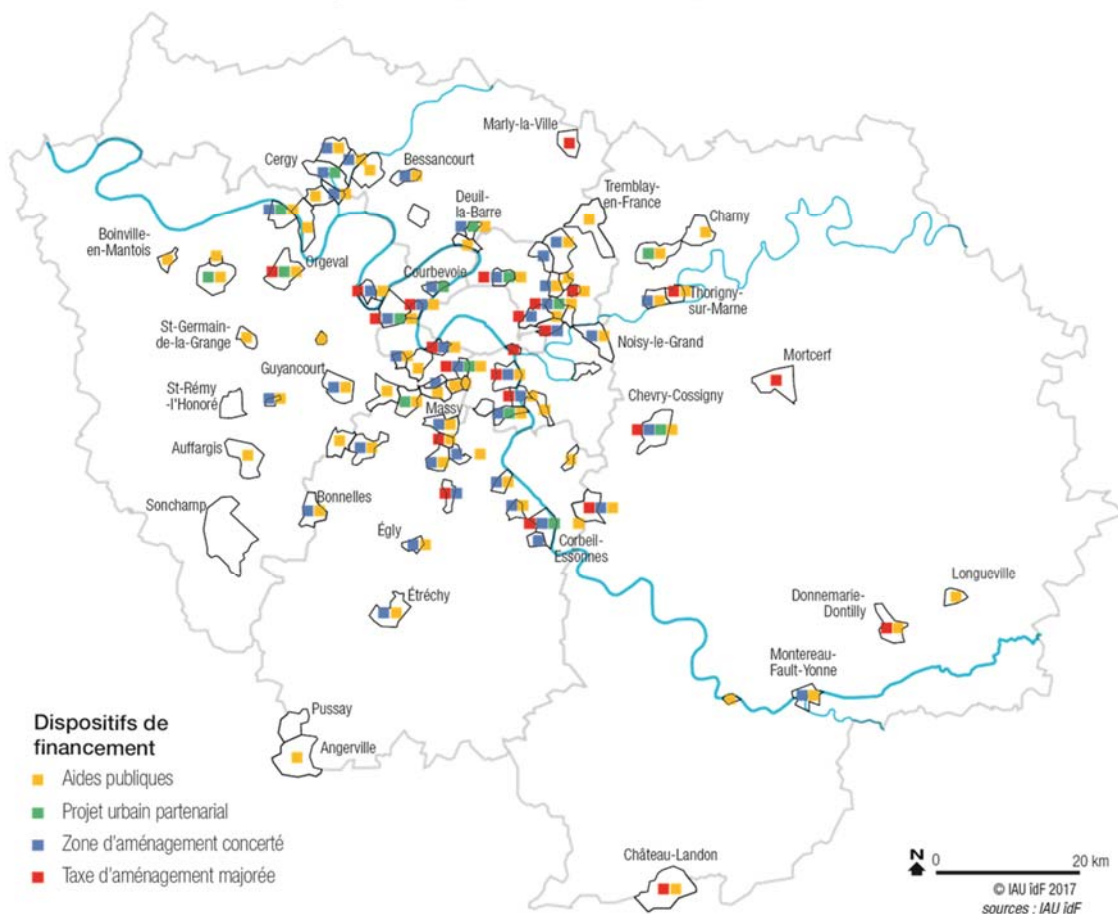 Marly-la-Ville
Cergy
Bessancourt
Tremblay-
en-France
Deuil-
la-Barre
Charny
Boinville-
en-Mantois
Orgeval
Courbevoie
Thorigny-
sur-Marne
St-Germain-
de-la-Grange
Noisy-le-Grand
Mortcerf
Guyancourt
St-Rémy
-l'Honoré
Chevry-Cossigny
Massy
Auffargis
Sonchamp
Bonnelles
Égly
Corbeil-
Essonnes
Étréchy
Longueville
Donnemarie-
Dontilly
Montereau-
Fault-Yonne
Pussay
Angerville
Château-Landon
Dispositifs de
financement
Aides publiques
Projet urbain partenarial
Zone d'aménagement concerté
Taxe d'aménagement majorée
N
0 20 km
© IAU îdF 2017
sources : IAU îdF